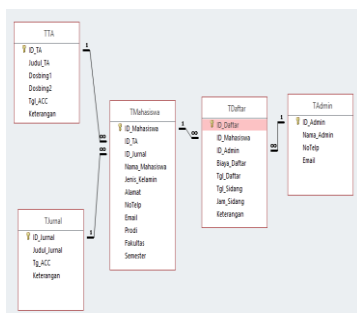 TTA
ID_TA
Judul_TA
Dosbing1
Dosbing2
Tgl_ACC
Keterangan
1
∞
∞
1
TJurnal
ID_Jurnal
Judul_Jurnal
Tg_ACC
Keterangan
TMahasiswa
ID_Mahasiswa
ID_TA
ID_Jurnal
Nama_Mahasiswa
Jenis_Kelamin
Alamat
NoTelp
Email
Prodi
Fakultas
Semester
1
∞
TDaftar
ID_Daftar
ID_Mahasiswa
ID_Admin
Biaya_Daftar
Tgl_Daftar
Tgl_Sidang
Jam_Sidang
Keterangan
1
∞
TAdmin
ID_Admin
Nama_Admin
NoTelp
Email